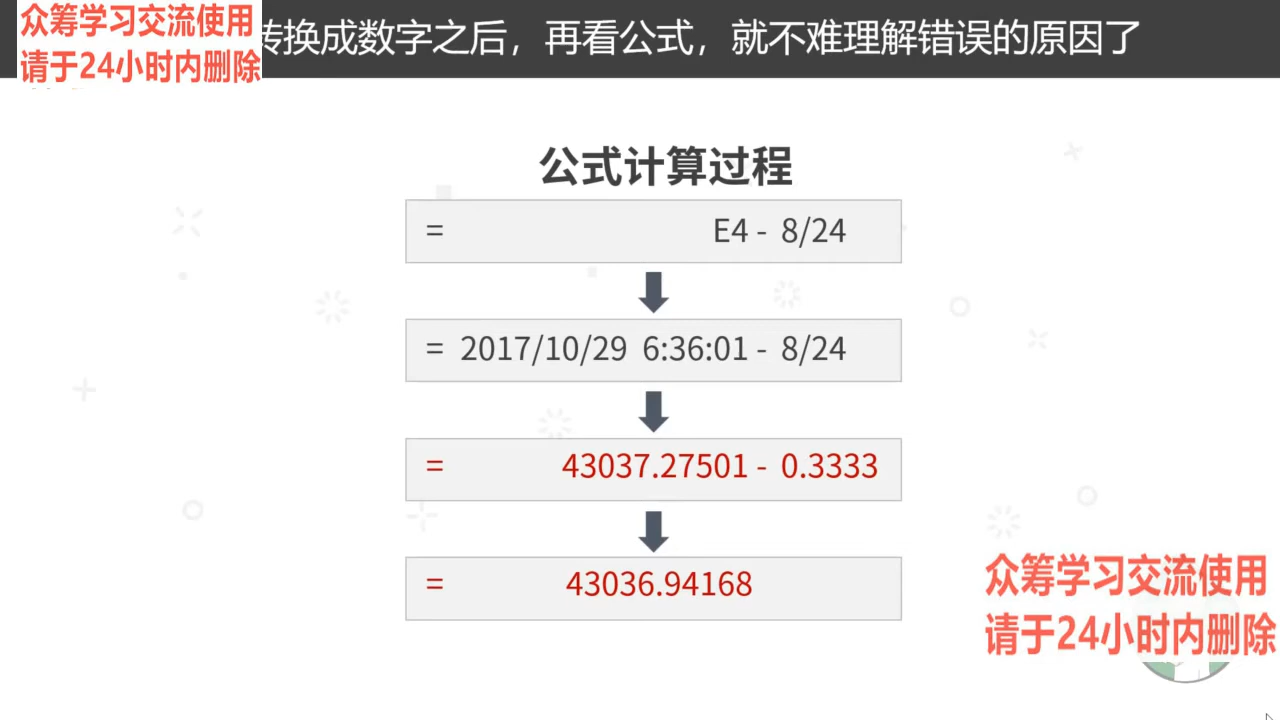 众筹学习交流使用
请于24小时内删除
转换成数字之后，再看公式，就不难理解错误的原因了
公式计算过程
= E4 - 8/24
= 2017/10/29 6:36:01 - 8/24
= 43037.27501 - 0.3333
= 43036.94168
众筹学习交流使用
请于24小时内删除